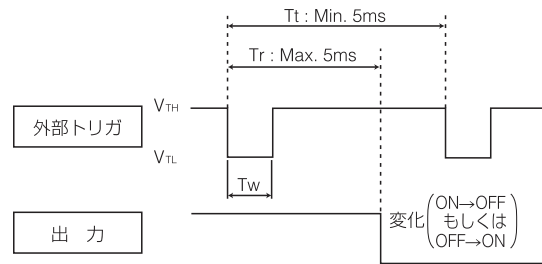 Tt : Min. 5ms
Tr : Max. 5ms
VTH
外部トリガ
VTL
Tw
出 力
変化
ON→OFF
もしくは
OFF→ON